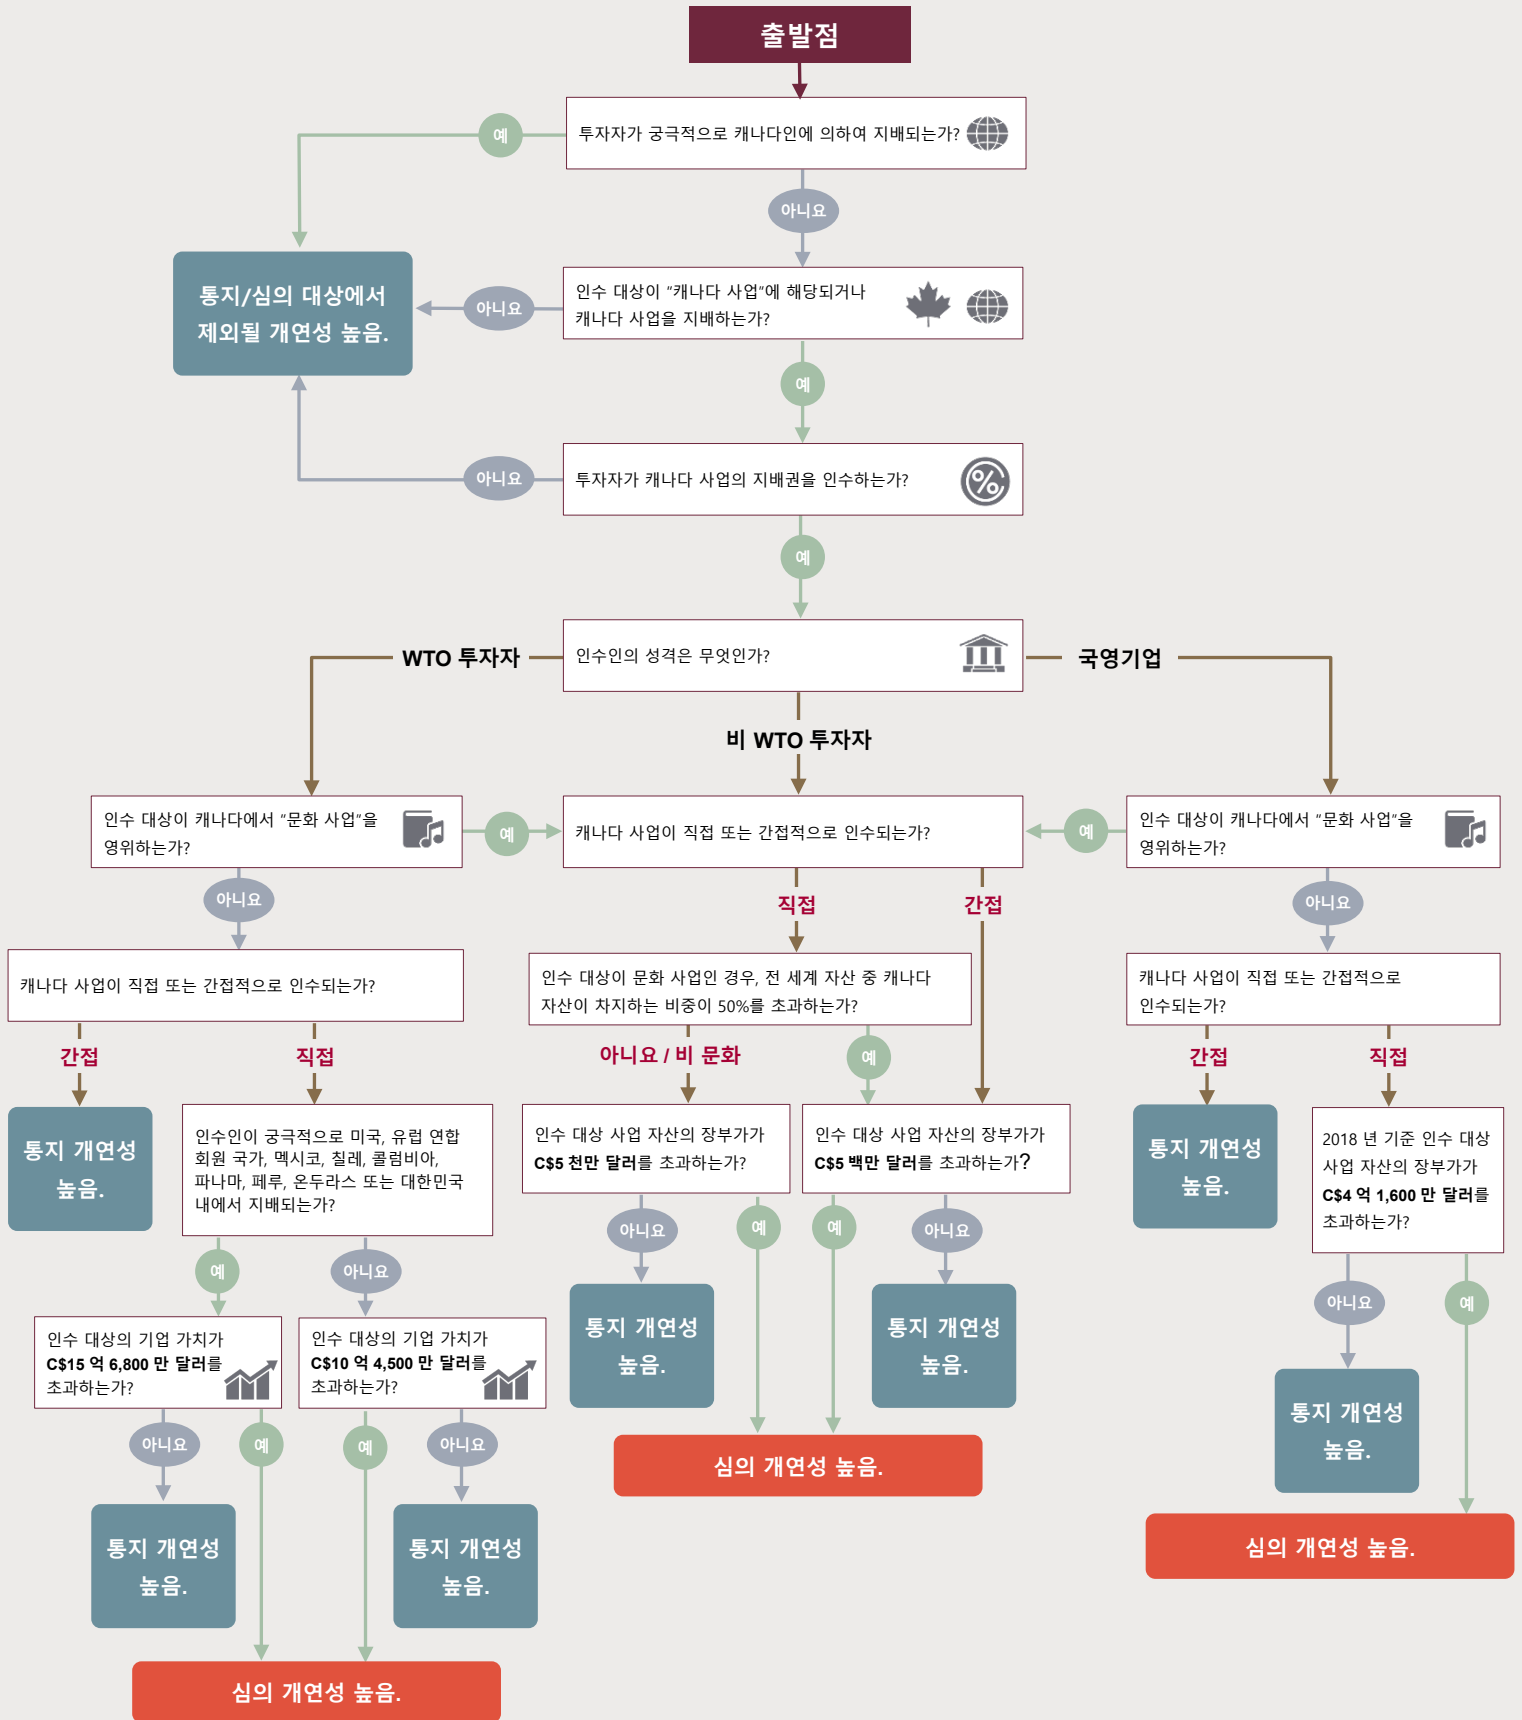 출발점
투자자가 궁극적으로 캐나다인에 의하여 지배되는가?
예
아니요
통지/심의 대상에서
제외될 개연성 높음.
아니요
인수 대상이 “캐나다 사업”에 해당되거나
캐나다 사업을 지배하는가?
예
아니요
투자자가 캐나다 사업의 지배권을 인수하는가?
예
WTO 투자자
인수인의 성격은 무엇인가?
국영기업
비 WTO 투자자
인수 대상이 캐나다에서 “문화 사업”을
영위하는가?
예
캐나다 사업이 직접 또는 간접적으로 인수되는가?
예
인수 대상이 캐나다에서 “문화 사업”을
영위하는가?
아니요
직접
간접
아니요
캐나다 사업이 직접 또는 간접적으로 인수되는가?
인수 대상이 문화 사업인 경우, 전 세계 자산 중 캐나다
자산이 차지하는 비중이 50%를 초과하는가?
캐나다 사업이 직접 또는 간접적으로
인수되는가?
간접
직접
아니요 / 비 문화
예
간접
직접
통지 개연성
높음.
인수인이 궁극적으로 미국, 유럽 연합
회원 국가, 멕시코, 칠레, 콜럼비아,
파나마, 페루, 온두라스 또는 대한민국
내에서 지배되는가?
인수 대상 사업 자산의 장부가가
C$5 천만 달러를 초과하는가?
인수 대상 사업 자산의 장부가가
C$5 백만 달러를 초과하는가?
통지 개연성
높음.
2018 년 기준 인수 대상
사업 자산의 장부가가
C$4 억 1,600 만 달러를
초과하는가?
예
아니요
아니요
예
예
아니요
아니요
예
인수 대상의 기업 가치가
C$15 억 6,800 만 달러를
초과하는가?
인수 대상의 기업 가치가
C$10 억 4,500 만 달러를
초과하는가?
통지 개연성
높음.
통지 개연성
높음.
통지 개연성
높음.
아니요
예
예
아니요
심의 개연성 높음.
통지 개연성
높음.
통지 개연성
높음.
심의 개연성 높음.
심의 개연성 높음.